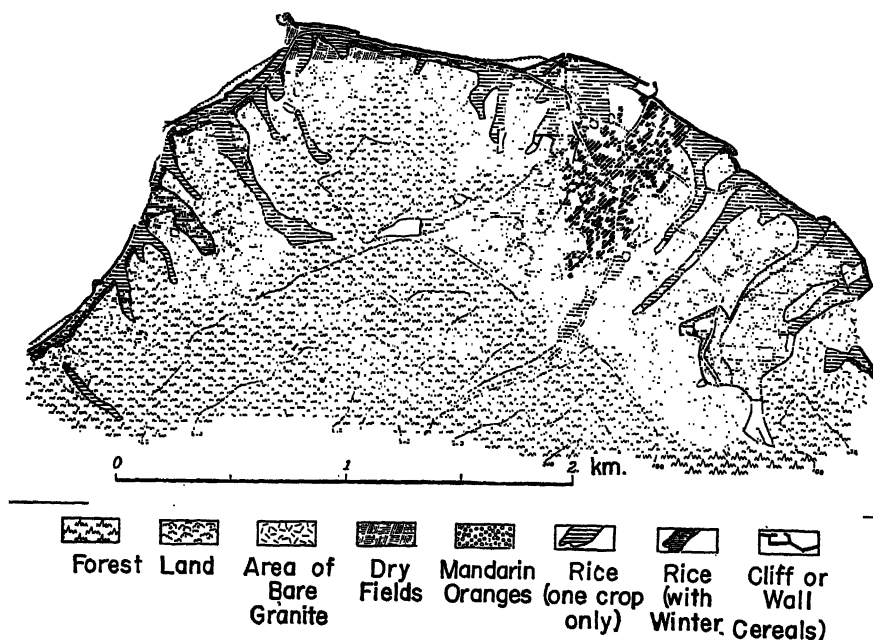 0 1 2 km.
Forest
Land
Area of
Bare
Granite
Dry
Fields
Mandarin
Oranges
Rice
(one crop
only)
Rice
(with
Winter
Cereals)
Cliff or
Wall